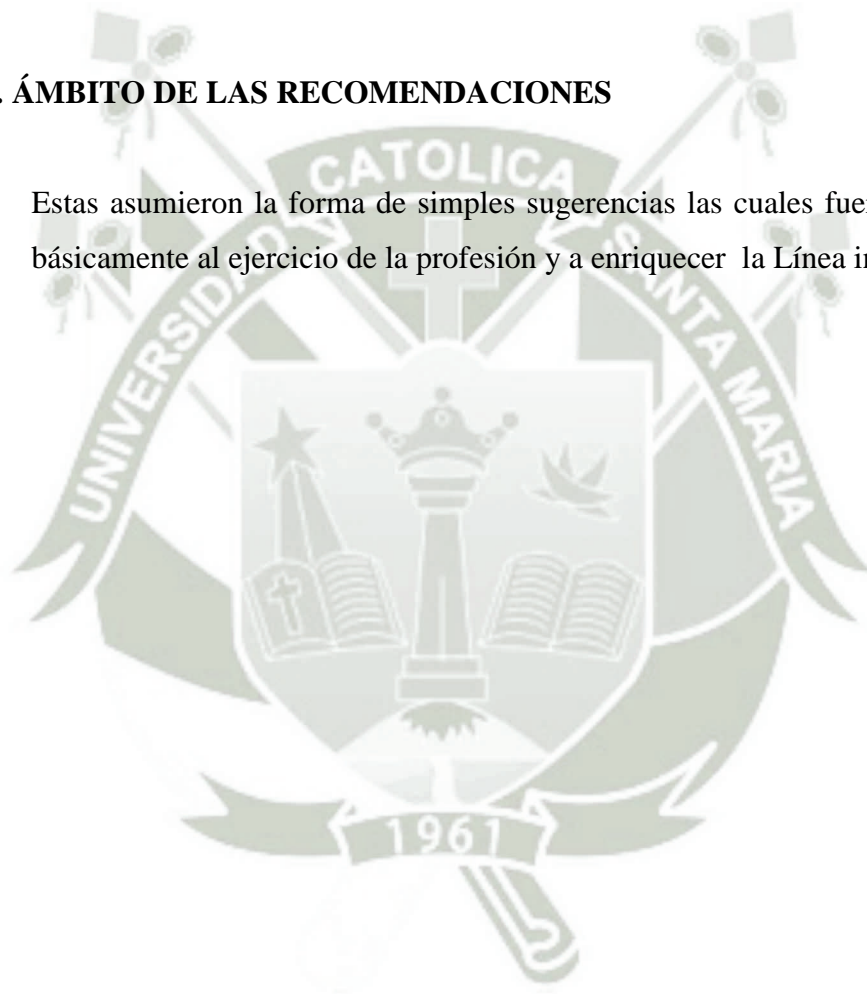 . ÁMBITO DE LAS RECOMENDACIONES
Estas asumieron la forma de simples sugerencias las cuales
básicamente al ejercicio de la profesión y a enriquecer la Línea
UNIVERSIDAD CATOLICA SANTA MARIA
1961